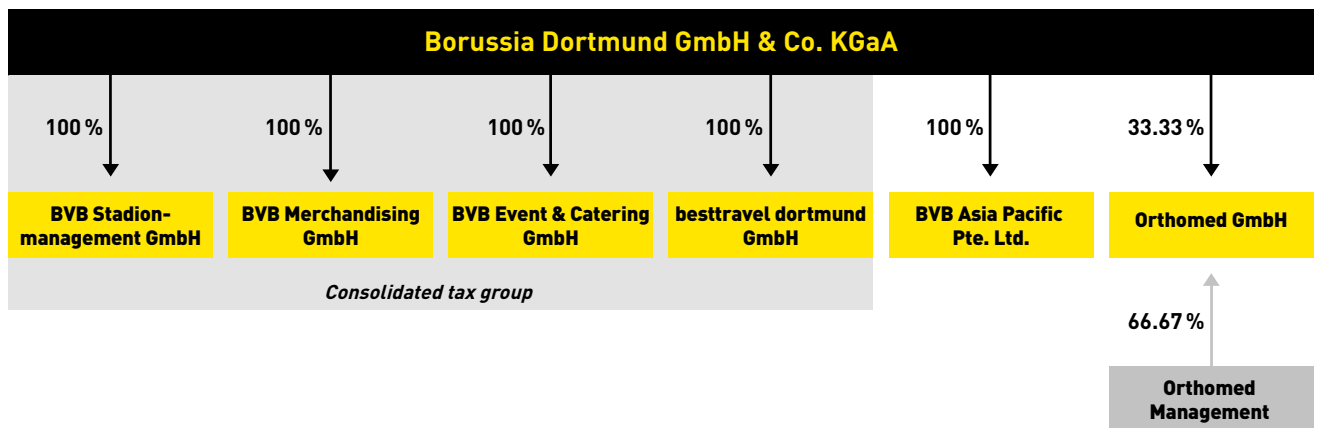 Borussia Dortmund GmbH & Co. KGaA
100 %
100 %
100 %
100 %
100 %
33.33 %
BVB Stadion-
management GmbH
BVB Merchandising
GmbH
BVB Event & Catering
GmbH
besttravel dortmund
GmbH
BVB Asia Pacific
Pte. Ltd.
Orthomed GmbH
Consolidated tax group
66.67 %
Orthomed
Management